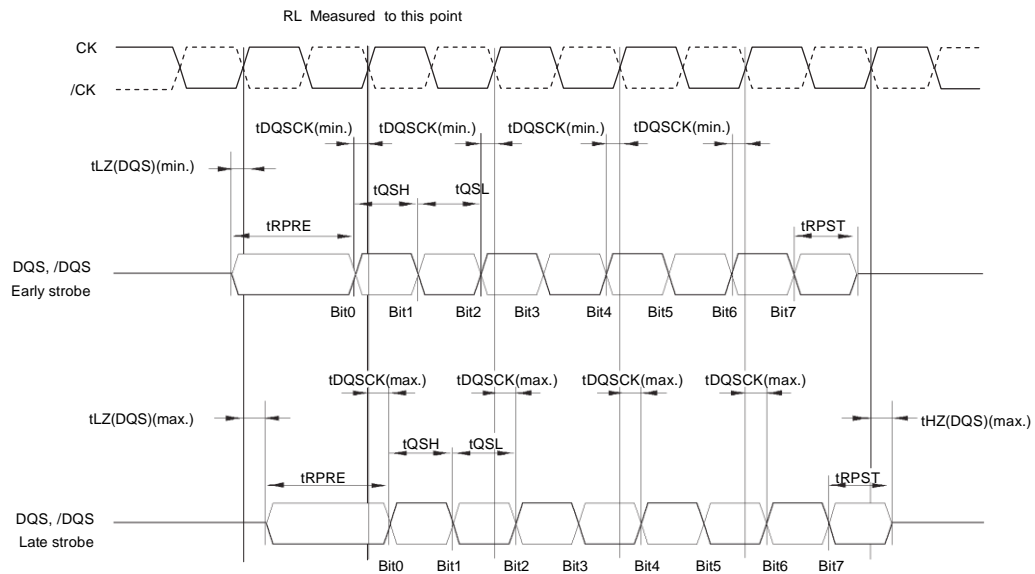 RL Measured to this point
CK
/CK
tDQSCK(min.) tDQSCK(min.) tDQSCK(min.) tDQSCK(min.)
tLZ(DQS)(min.)
tQSH tQSL
tRPRE tRPST
DQS, /DQS
Early strobe
Bit0 Bit1 Bit2 Bit3 Bit4 Bit5 Bit6 Bit7
tDQSCK(max.) tDQSCK(max.) tDQSCK(max.) tDQSCK(max.)
tLZ(DQS)(max.) tHZ(DQS)(max.)
tQSH tQSL
tRPRE tRPST
DQS, /DQS
Late strobe
Bit0 Bit1 Bit2 Bit3 Bit4 Bit5 Bit6 Bit7